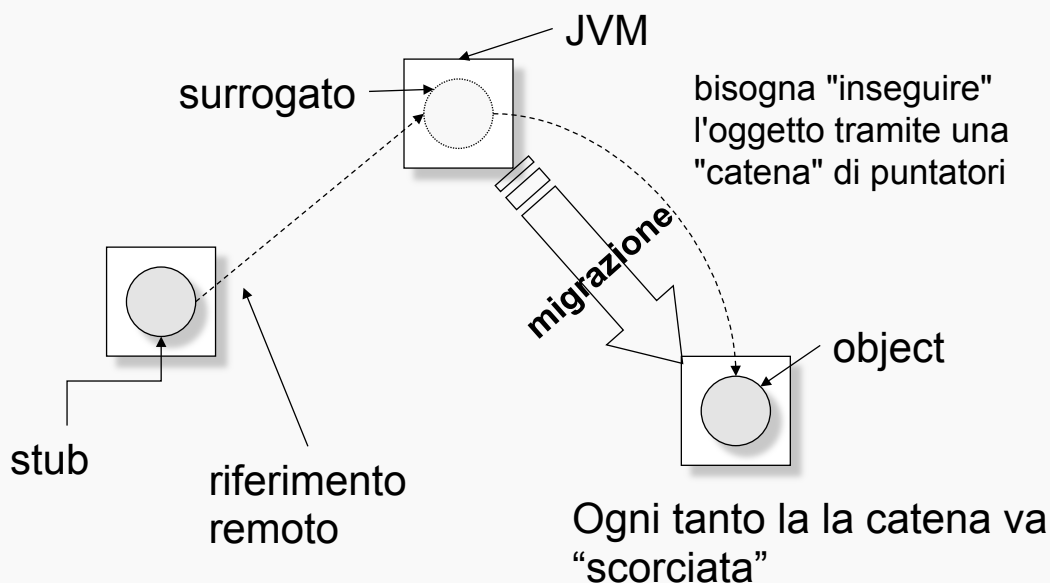 JVM
surrogato
bisogna "inseguire"
l'oggetto tramite una
"catena" di puntatori
migrazione
object
stub
riferimento
remoto
Ogni tanto la la catena va
“scorciata”